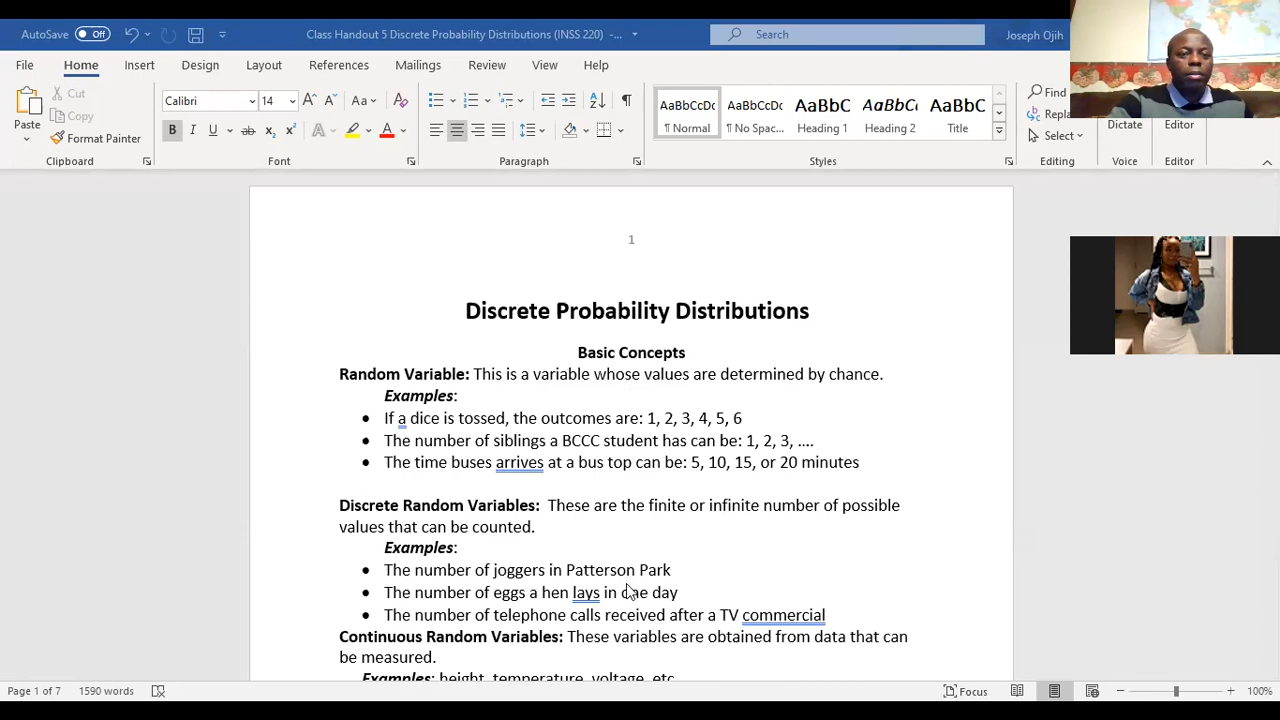 AutoSave Off Class Handout 5 Discrete Probability Distributions (INSS 220) -... Search Joseph Ojih
File Home Insert Design Layout References Mailings Review View Help
Paste Cut Copy Format Painter
Calibri 14
AaBbCcDc AaBbCcDc AaBbC AaBbC AaBbC
¶ Normal ¶ No Spac... Heading 1 Heading 2 Title
Find
Select
Dictate Editor
Clipboard Font Paragraph Styles Editing Voice Editor
1
Discrete Probability Distributions
Basic Concepts
Random Variable: This is a variable whose values are determined by chance.
Examples:
• If a dice is tossed, the outcomes are: 1, 2, 3, 4, 5, 6
• The number of siblings a BCCC student has can be: 1, 2, 3, ....
• The time buses arrives at a bus top can be: 5, 10, 15, or 20 minutes
Discrete Random Variables: These are the finite or infinite number of possible
values that can be counted.
Examples:
• The number of joggers in Patterson Park
• The number of eggs a hen lays in one day
• The number of telephone calls received after a TV commercial
Continuous Random Variables: These variables are obtained from data that can
be measured.
Examples: height, temperature, voltage, etc
Page 1 of 7 1590 words Focus 100%